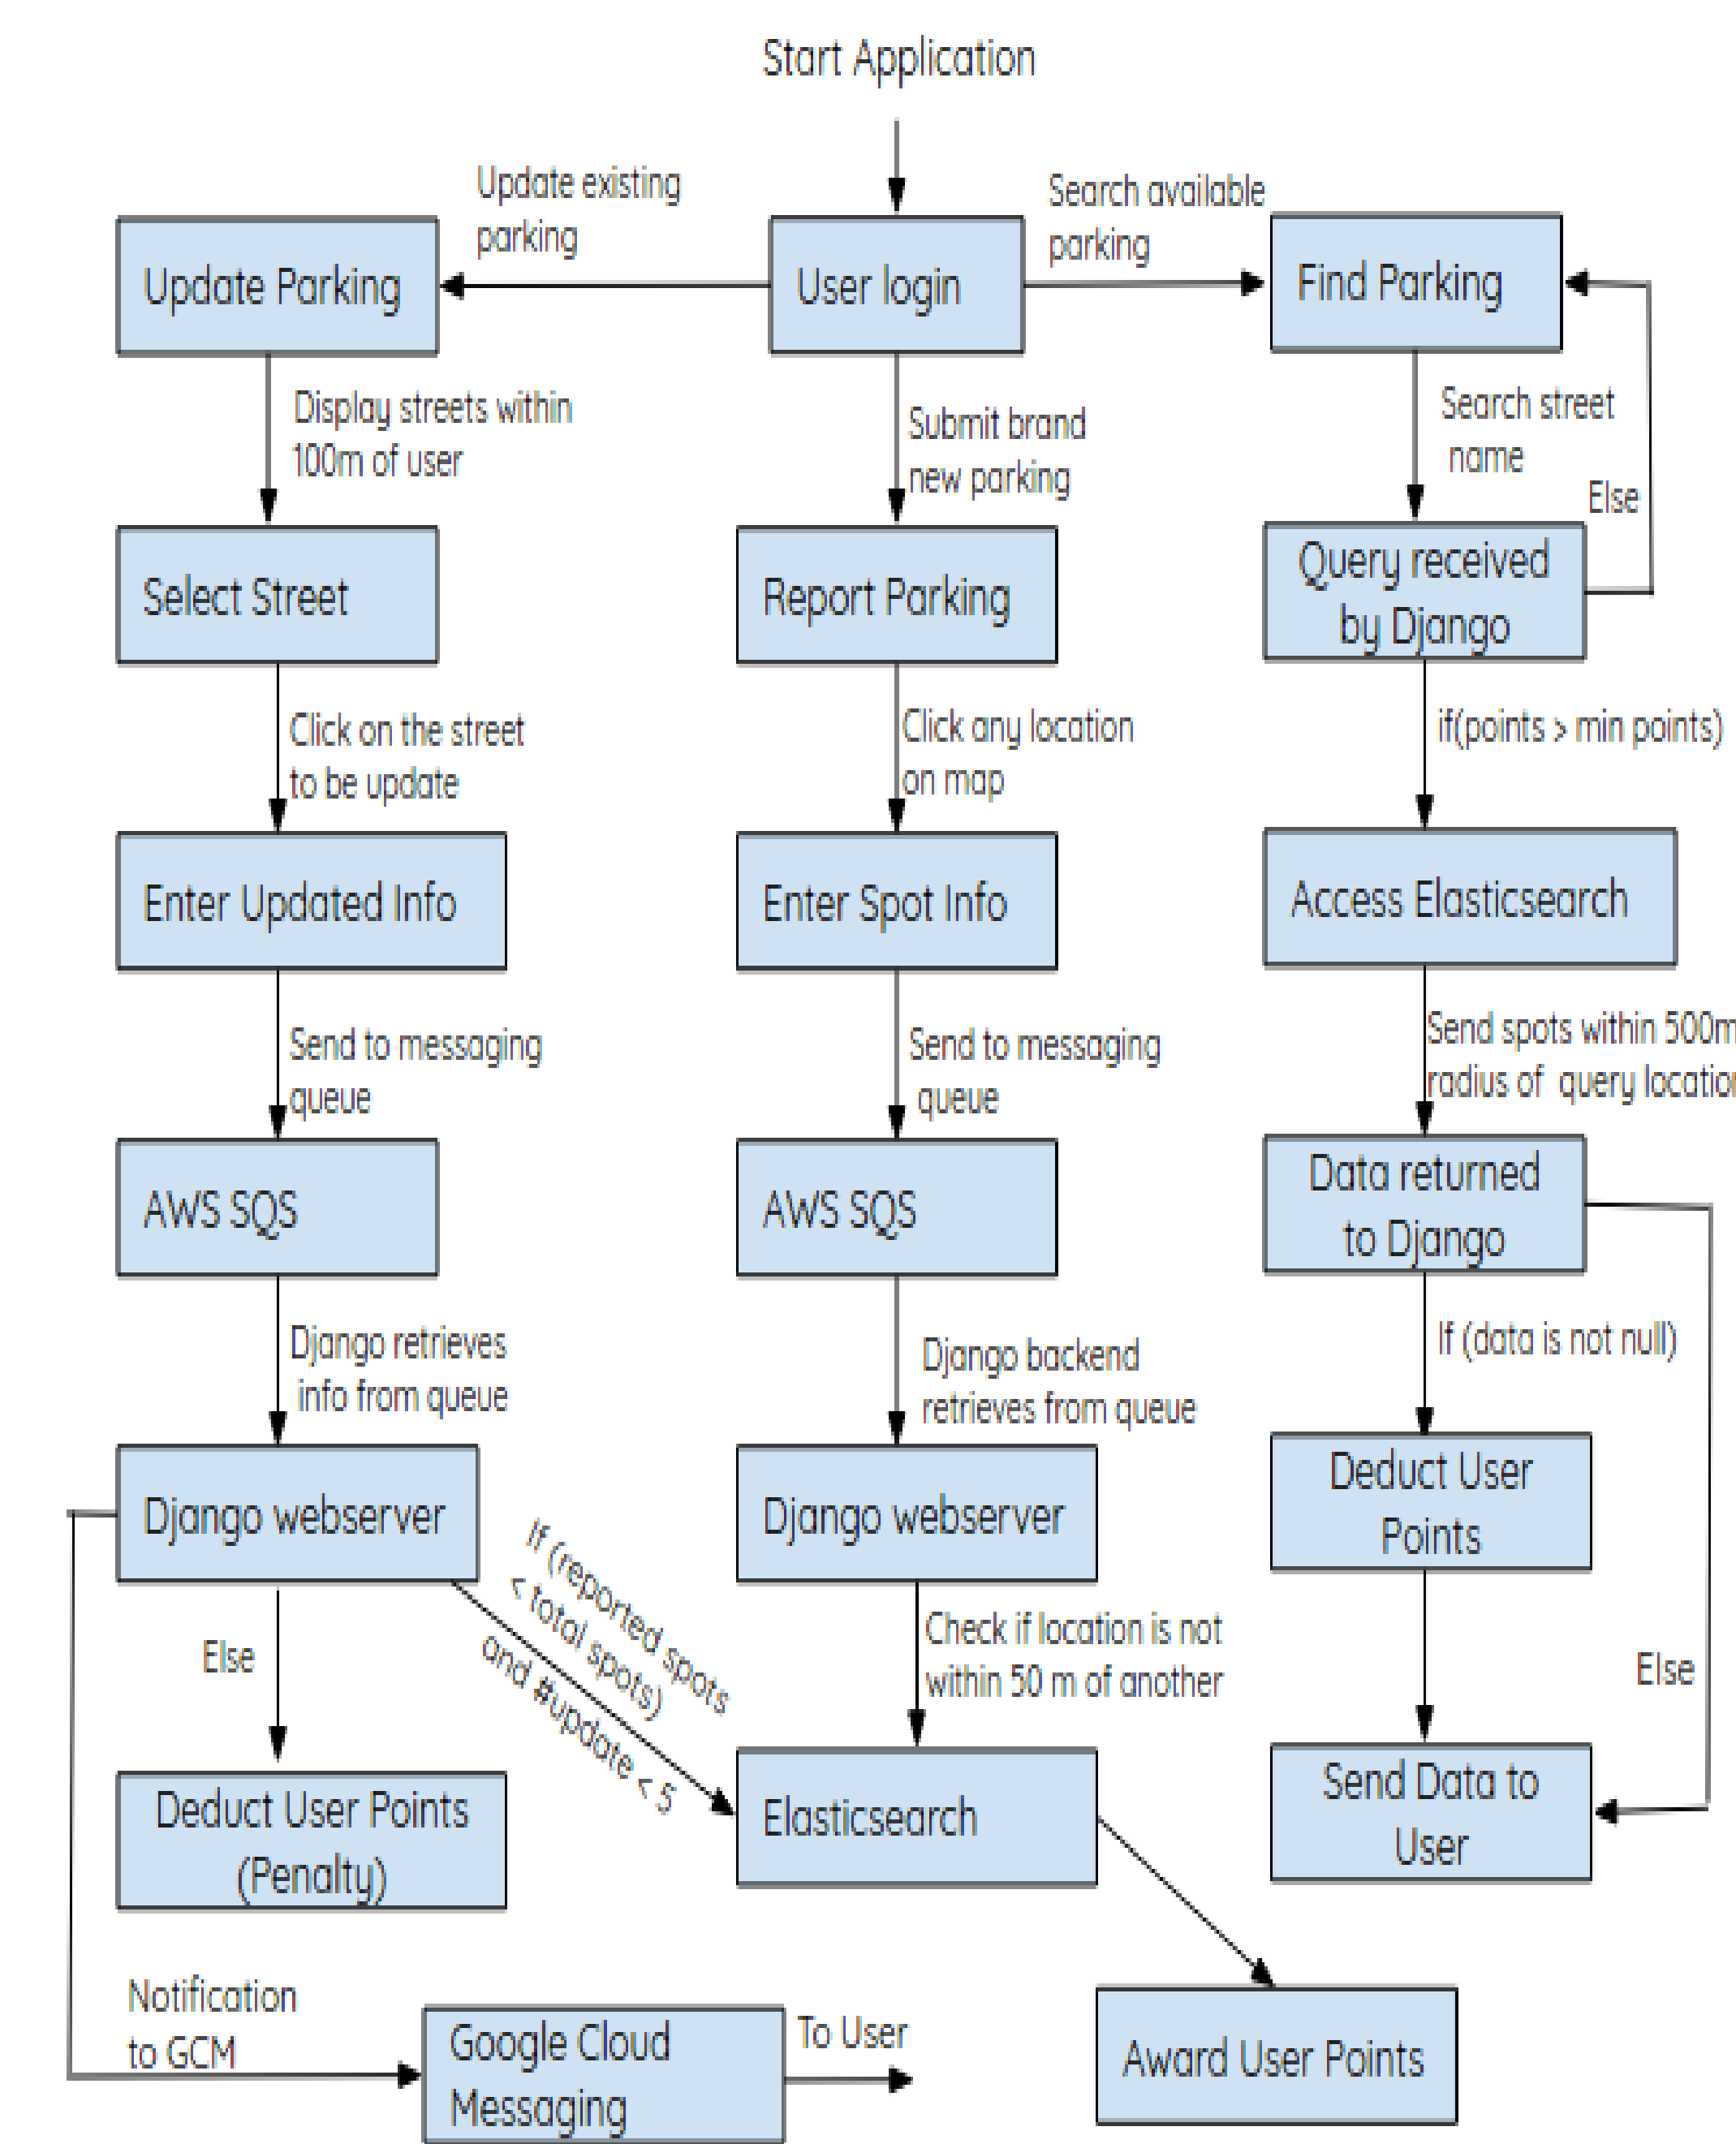 Start Application
Update existing
parking
Search available
parking
Update Parking
User login
Find Parking
Display streets within
100m of user
Submit brand
new parking
Search street
name
Else
Select Street
Report Parking
Query received
by Django
Click on the street
to be update
Click any location
on map
if(points > min points)
Enter Updated Info
Enter Spot Info
Access Elasticsearch
Send to messaging
queue
Send to messaging
queue
Send spots within 500m
radius of query location
AWS SQS
AWS SQS
Data returned
to Django
Django retrieves
info from queue
Django backend
retrieves from queue
If (data is not null)
Django webserver
Django webserver
Deduct User
Points
Else
If (reported spots
< total spots)
and #update < 5
Check if location is not
within 50 m of another
Else
Deduct User Points
(Penalty)
Elasticsearch
Send Data to
User
Notification
to GCM
Google Cloud
Messaging
To User
Award User Points